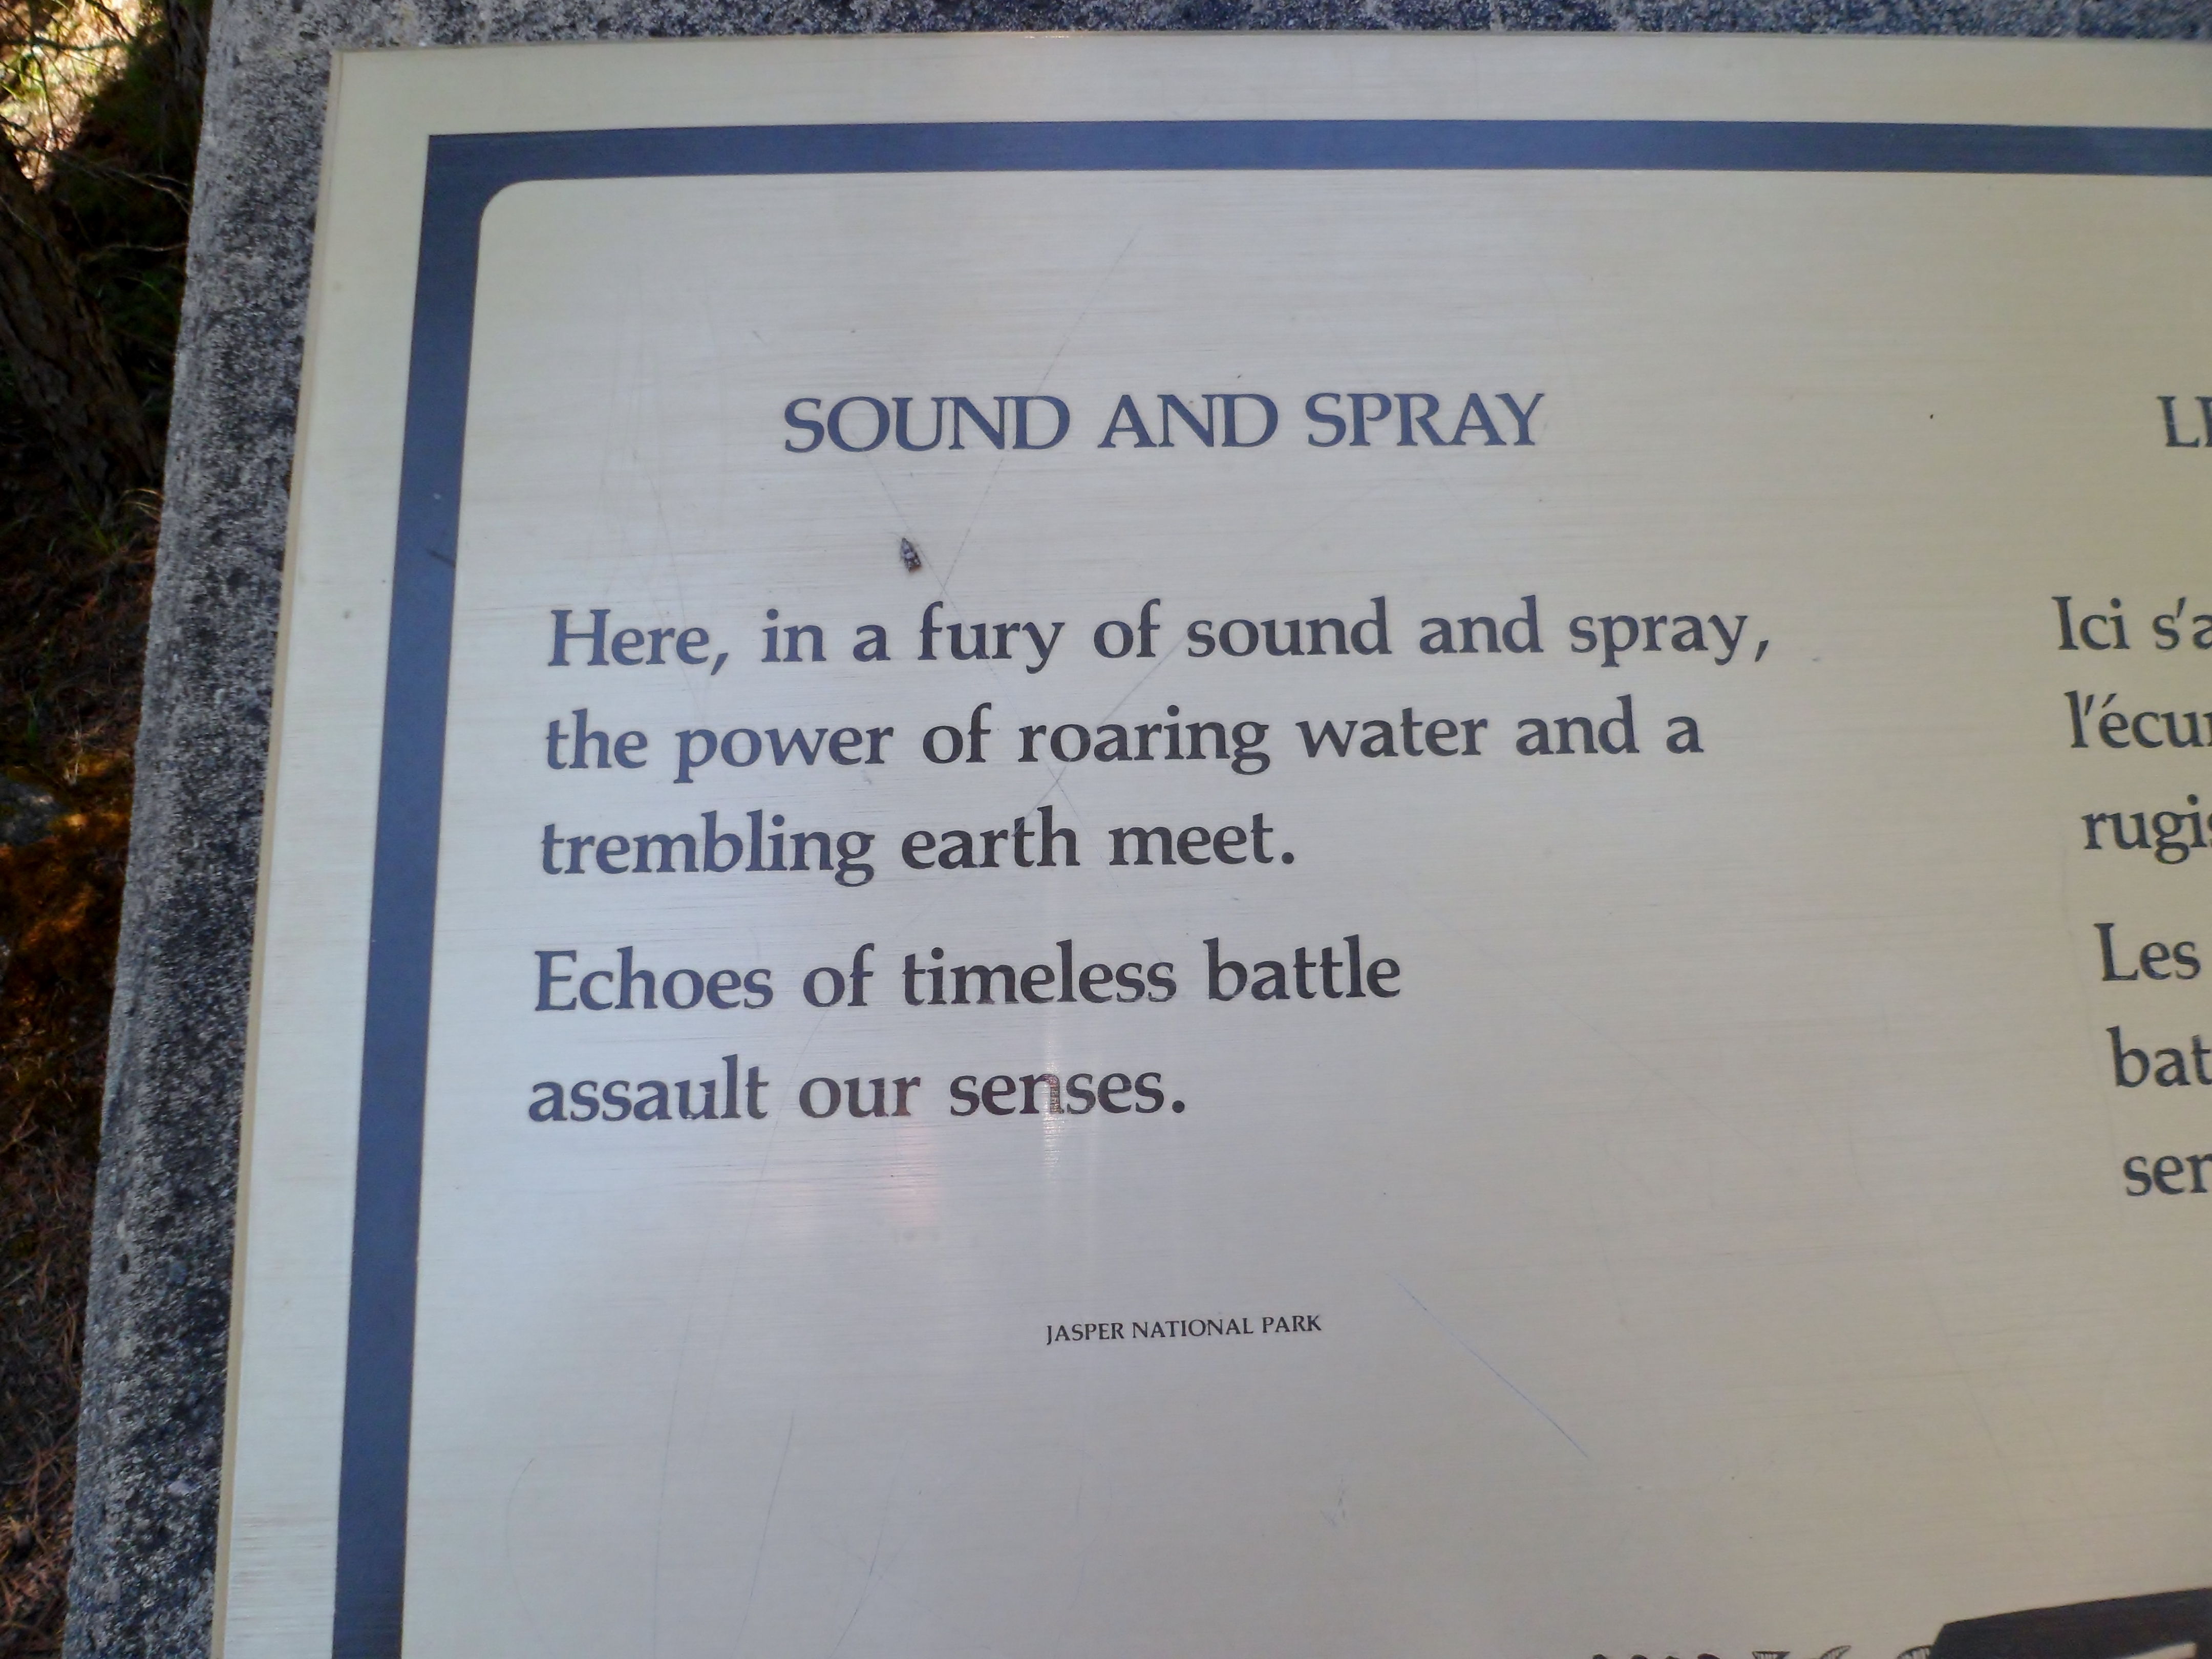 SOUND AND SPRAY
Here, in a fury of sound and spray,
the power of roaring water and a
trembling earth meet.
Echoes of timeless battle
assault our senses.
JASPER NATIONAL PARK
Ici
Les